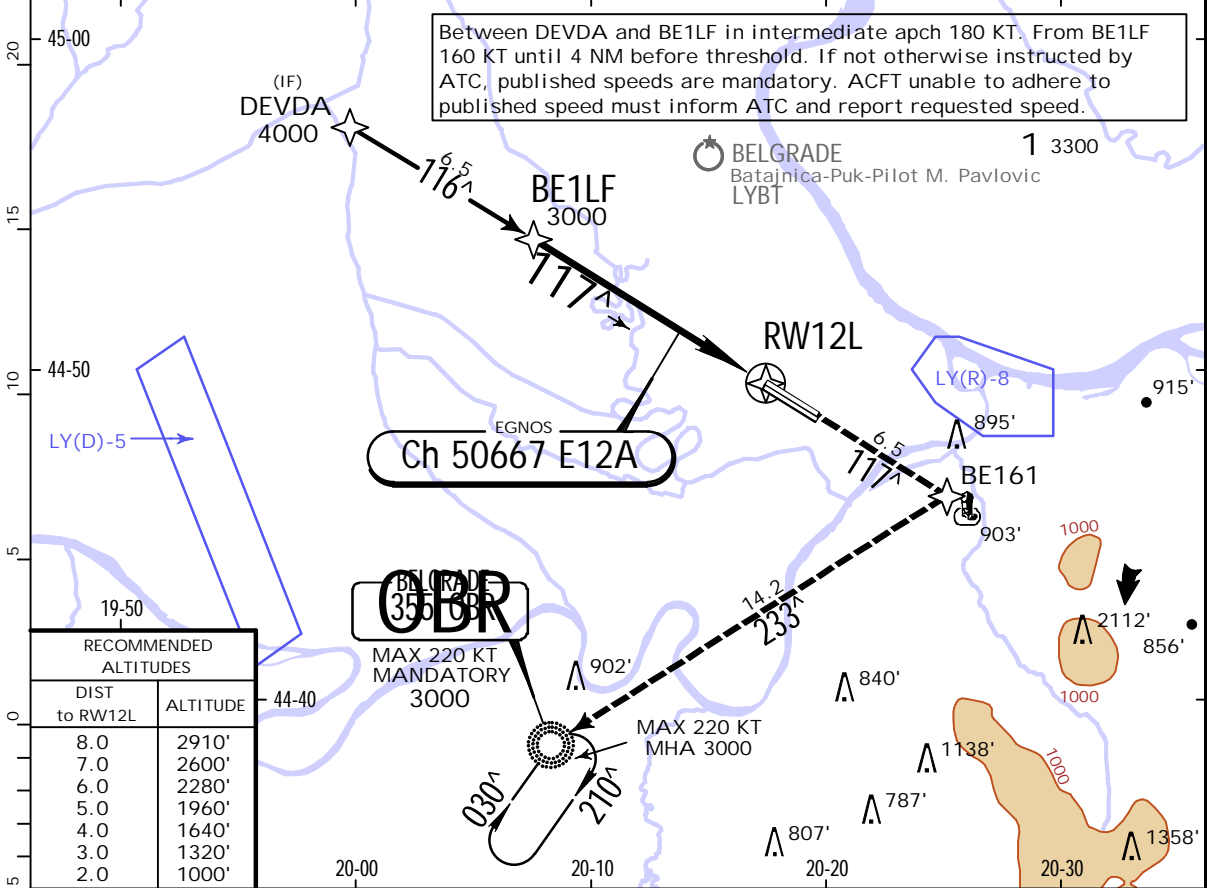 Between DEVDA and BE1LF in intermediate apch 180 KT. From BE1LF
160 KT until 4 NM before threshold. If not otherwise instructed by
ATC, published speeds are mandatory. ACFT unable to adhere to
published speed must inform ATC and report requested speed.
20
45-00
(IF)
DEVDA
4000
6.5
116^
BE1LF
3000
BELGRADE
Batajnica-Puk-Pilot M. Pavlovic
LYBT
1 3300
15
117^
RW12L
44-50
10
LY(R)-8
915'
LY(D)-5
EGNOS
Ch 50667 E12A
895'
6.5
117^
BE161
903'
1000
5
BELGRADE
OBR
14.2
233^
19-50
2112'
856'
1000
MAX 220 KT
MANDATORY
3000
902'
840'
RECOMMENDED
ALTITUDES
DIST
to RW12L
ALTITUDE
8.0 2910'
7.0 2600'
6.0 2280'
5.0 1960'
4.0 1640'
3.0 1320'
2.0 1000'
44-40
0
MAX 220 KT
MHA 3000
1138'
1000
030^
210^
787'
807'
1358'
5
20-00
20-10
20-20
20-30